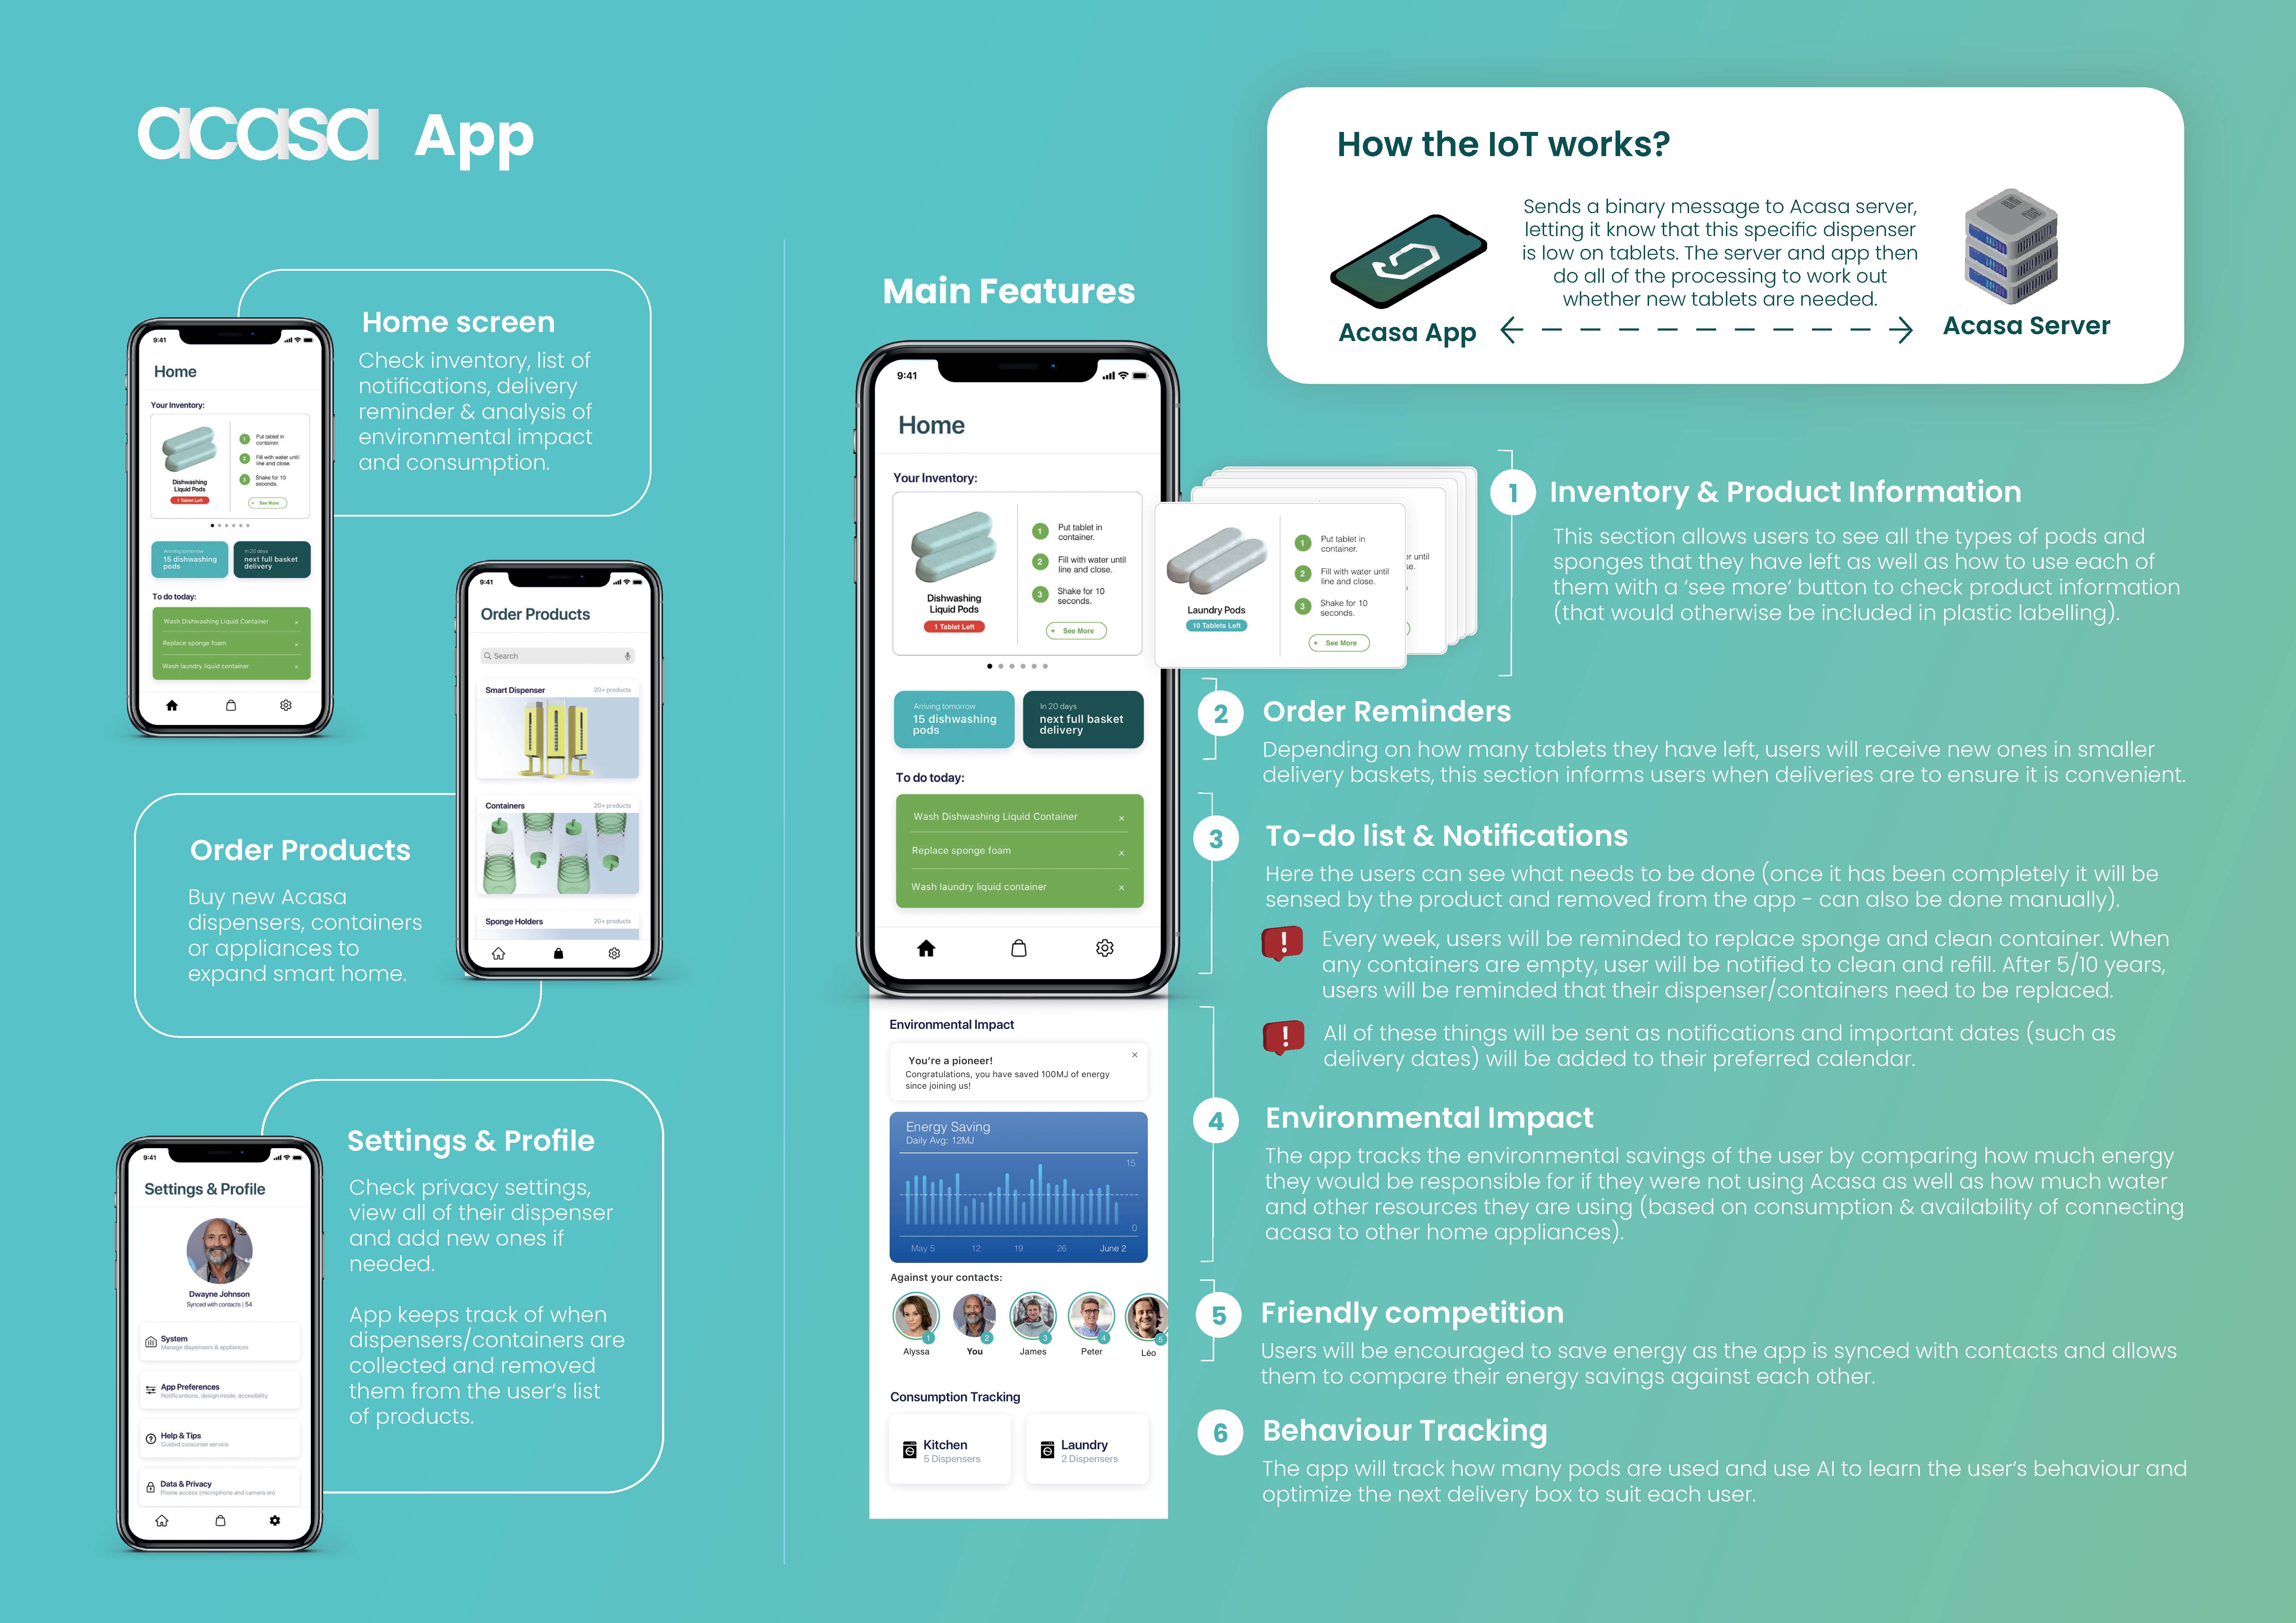 acasa App
Home screen
Check inventory, list of
notifications, delivery
reminder & analysis of
environmental impact
and consumption.
9:41
Home
Your Inventory:
Dishwashing
Liquid Pods
1 Tablet Left
1 Put tablet in
container.
2 Fill with water until
line and close.
3 Shake for 10
seconds.
+ See More
Arriving tomorrow
15 dishwashing
pods
In 20 days
next full basket
delivery
To do today:
Wash Dishwashing Liquid Container ×
Replace sponge foam ×
Wash laundry liquid container ×
Order Products
Buy new Acasa
dispensers, containers
or appliances to
expand smart home.
9:41
Order Products
Search
Smart Dispenser 20+ products
Containers 20+ products
Sponge Holders 20+ products
Settings & Profile
Check privacy settings,
view all of their dispenser
and add new ones if
needed.
App keeps track of when
dispensers/containers are
collected and removed
them from the user's list
of products.
9:41
Settings & Profile
Dwayne Johnson
Synced with contacts | 54
System
Manage dispensers & appliances
App Preferences
Notificantions, design mode, accesibility
Help & Tips
Guided consumer service
Data & Privacy
Phone access (microphone and camera on)
Main Features
9:41
Home
Your Inventory:
Dishwashing
Liquid Pods
1 Tablet Left
1 Put tablet in
container.
2 Fill with water until
line and close.
3 Shake for 10
seconds.
+ See More
Laundry Pods
10 Tablets Left
1 Put tablet in
container.
2 Fill with water until
line and close.
3 Shake for 10
seconds.
+ See More
er until
se.
Arriving tomorrow
15 dishwashing
pods
In 20 days
next full basket
delivery
To do today:
Wash Dishwashing Liquid Container ×
Replace sponge foam ×
Wash laundry liquid container ×
Environmental Impact
You're a pioneer! ×
Congratulations, you have saved 100MJ of energy
since joining us!
Energy Saving
Daily Avg: 12MJ
15
0
May 5 12 19 26 June 2
Against your contacts:
1 2 3 4 5
Alyssa You James Peter Léo
Consumption Tracking
Kitchen
5 Dispensers
Laundry
2 Dispensers
How the IoT works?
Sends a binary message to Acasa server,
letting it know that this specific dispenser
is low on tablets. The server and app then
do all of the processing to work out
whether new tablets are needed.
Acasa App
Acasa Server
1 Inventory & Product Information
This section allows users to see all the types of pods and
sponges that they have left as well as how to use each of
them with a ‘see more’ button to check product information
(that would otherwise be included in plastic labelling).
2 Order Reminders
Depending on how many tablets they have left, users will receive new ones in smaller
delivery baskets, this section informs users when deliveries are to ensure it is convenient.
3 To-do list & Notifications
Here the users can see what needs to be done (once it has been completely it will be
sensed by the product and removed from the app - can also be done manually).
! Every week, users will be reminded to replace sponge and clean container. When
any containers are empty, user will be notified to clean and refill. After 5/10 years,
users will be reminded that their dispenser/containers need to be replaced.
! All of these things will be sent as notifications and important dates (such as
delivery dates) will be added to their preferred calendar.
4 Environmental Impact
The app tracks the environmental savings of the user by comparing how much energy
they would be responsible for if they were not using Acasa as well as how much water
and other resources they are using (based on consumption & availability of connecting
acasa to other home appliances).
5 Friendly competition
Users will be encouraged to save energy as the app is synced with contacts and allows
them to compare their energy savings against each other.
6 Behaviour Tracking
The app will track how many pods are used and use AI to learn the user's behaviour and
optimize the next delivery box to suit each user.